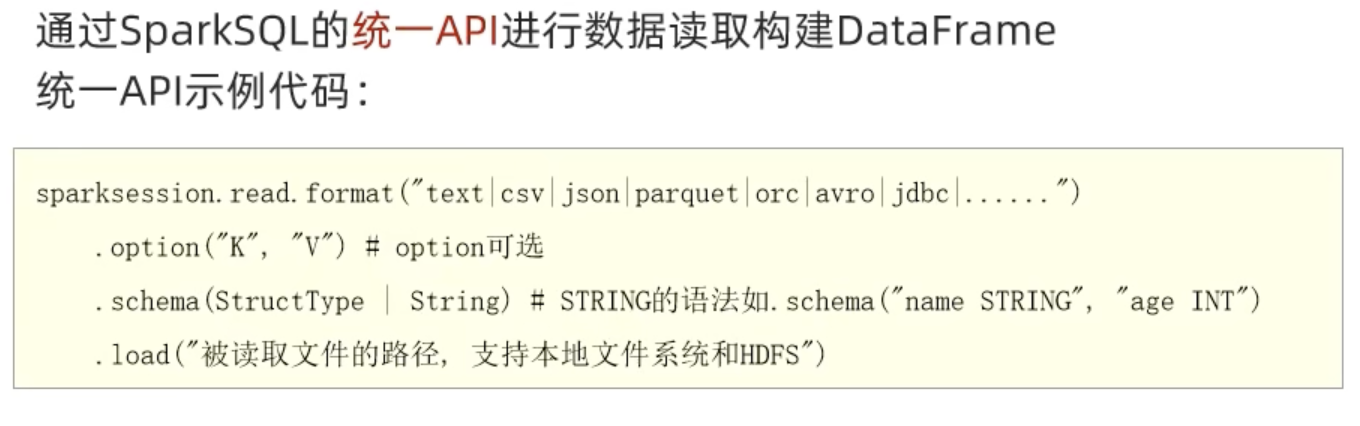 通过SparkSQL的统一API进行数据读取构建DataFrame
统一API示例代码：
sparksession.read.format("text|csv|json|parquet|orc|avro|jdbc|......")
.option("K", "V") # option可选
.schema(StructType | String) # STRING的语法如.schema("name STRING", "age INT")
.load("被读取文件的路径, 支持本地文件系统和HDFS")